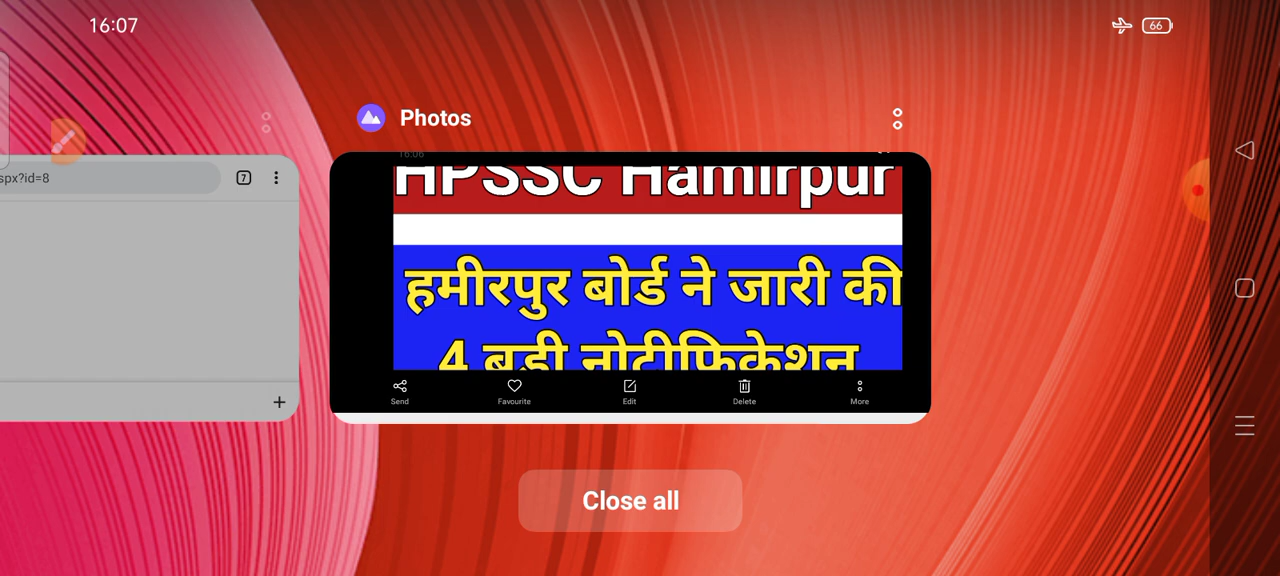 16:07
66
Photos
16:06
spx?id=8
7
HPSSC Hamirpur
हमीरपुर बोर्ड ने जारी की
4 बड़ी नोटीफिकेशन
Send
Favourite
Edit
Delete
More
Close all